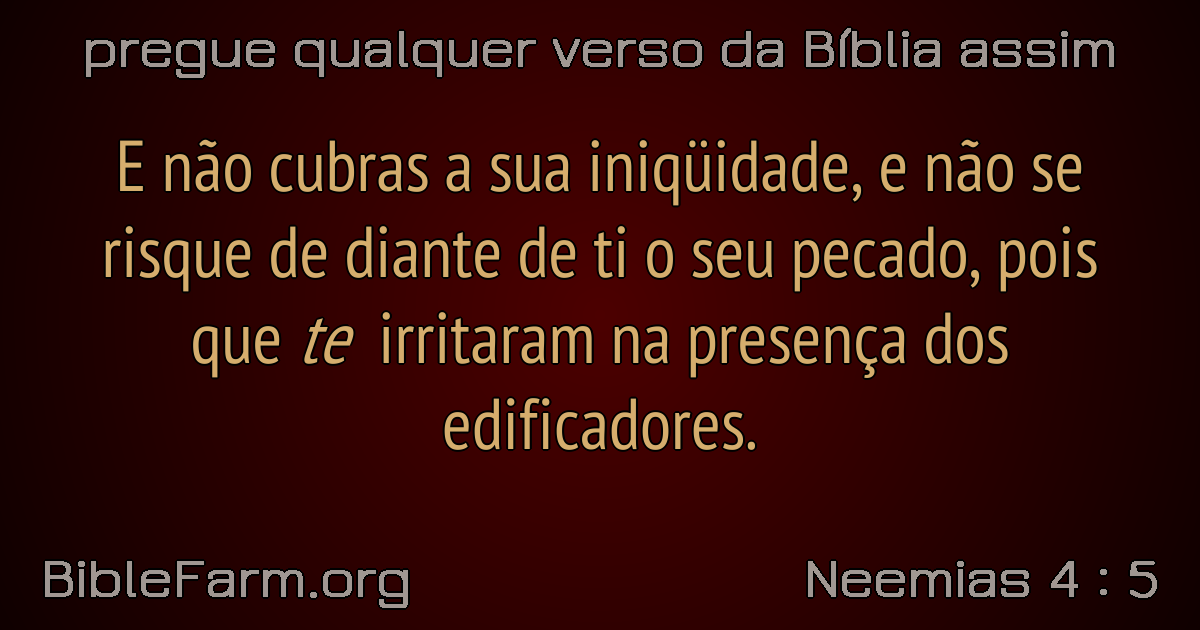 pregue qualquer verso da Bíblia assim
E não cubras a sua iniqüidade, e não se
risque de diante de ti o seu pecado, pois
que te irritaram na presença dos
edificadores.
BibleFarm.org
Neemias 4 : 5